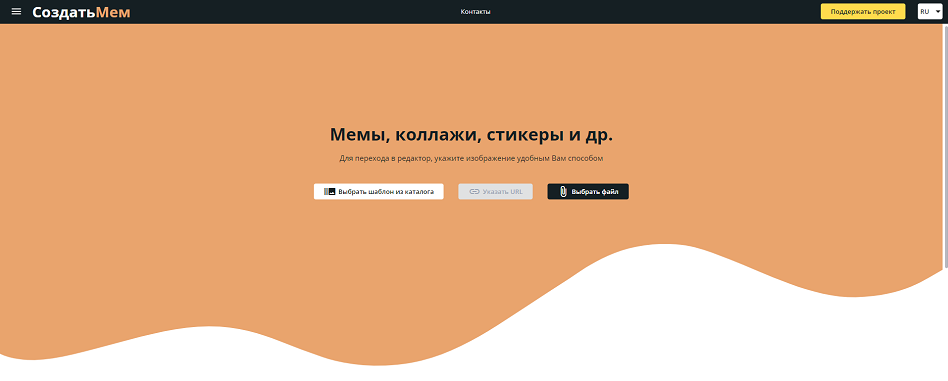 СоздатьМем
Контакты
Поддержать проект
RU
Мемы, коллажи, стикеры и др.
Для перехода в редактор, укажите изображение удобным Вам способом
Выбрать шаблон из каталога
Указать URL
Выбрать файл